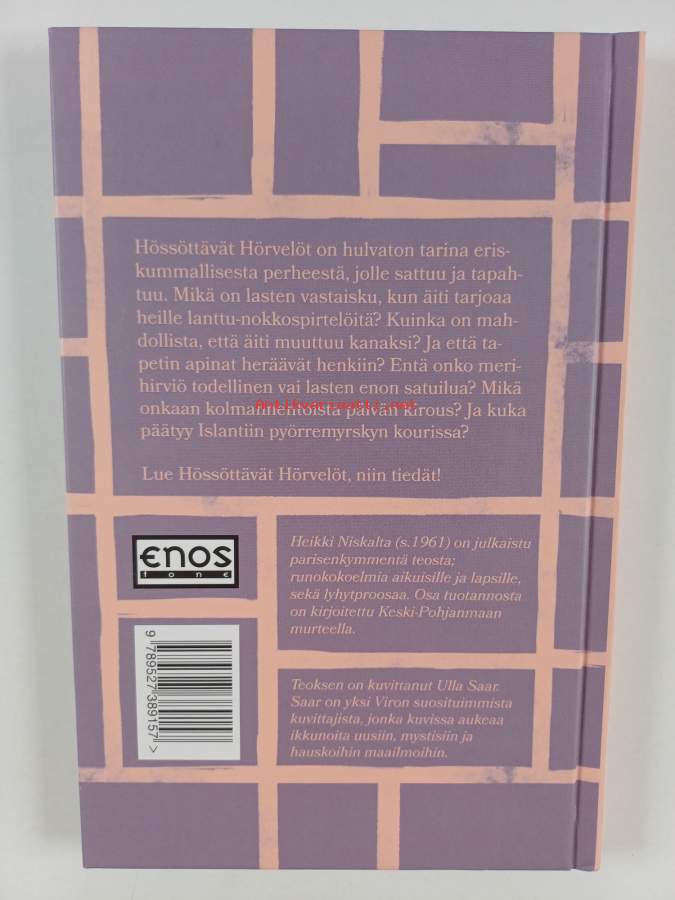 Hössöttävät Hörvelöt on hulvaton tarina eris-
kummallisesta perheestä, jolle sattuu ja tapah-
tuu. Mikä on lasten vastaisku, kun äiti tarjoaa
heille lanttu-nokkospirtelöitä? Kuinka on mah-
dollista, että äiti muuttuu kanaksi? Ja että ta-
petin apinat heräävät henkiin? Entä onko meri-
hirviö todellinen vai lasten enon satuilua? Mikä
onkaan kolmannentoista päivän kirous? Ja kuka
päätyy Islantiin pyörremyrskyn kourissa?
Antikvariaatti.net
Lue Hössöttävät Hörvelöt, niin tiedät!
ENOS
tone
Heikki Niskalta (s.1961) on julkaistu
parisenkymmentä teosta;
runokokoelmia aikuisille ja lapsille,
sekä lyhytproosaa. Osa tuotannosta
on kirjoitettu Keski-Pohjanmaan
murteella.
9 789527 389157 >
Teoksen on kuvittanut Ulla Saar.
Saar on yksi Viron suosituimmista
kuvittajista, jonka kuvissa aukeaa
ikkunoita uusiin, mystisiin ja
hauskoihin maailmoihin.